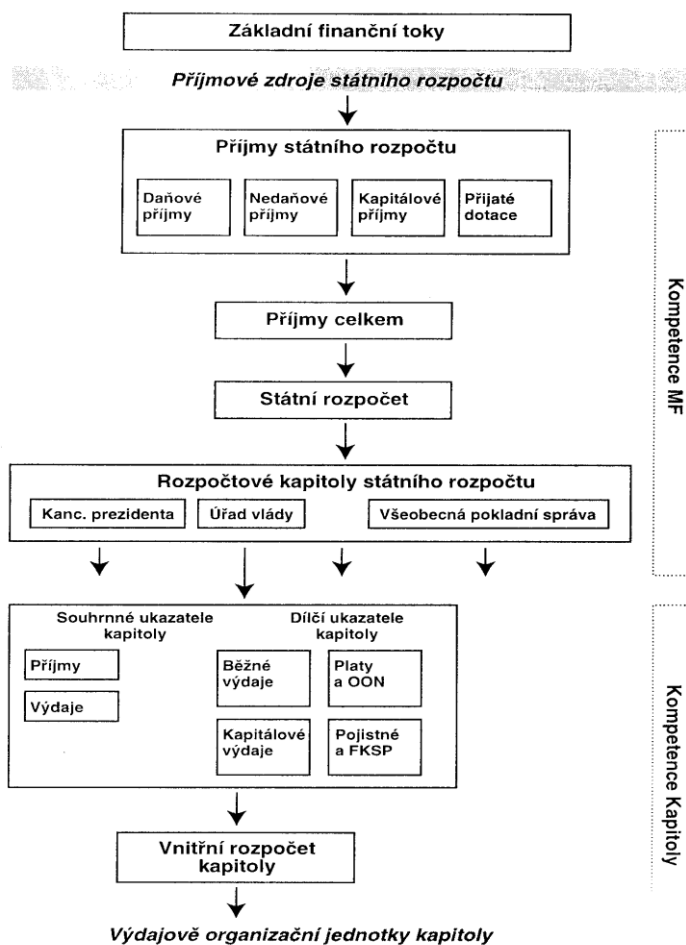 Základní finanční toky
Příjmové zdroje státního rozpočtu
Příjmy státního rozpočtu
Daňové
příjmy
Nedaňové
příjmy
Kapitálové
příjmy
Přijaté
dotace
Příjmy celkem
Státní rozpočet
Rozpočtové kapitoly státního rozpočtu
Kanc. prezidenta
Úřad vlády
Všeobecná pokladní správa
Kompetence MF
Souhrnné ukazatele
kapitoly
Příjmy
Výdaje
Dílčí ukazatele
kapitoly
Běžné
výdaje
Platy
a OON
Kapitálové
výdaje
Pojistné
a FKSP
Kompetence Kapitoly
Vnitřní rozpočet
kapitoly
Výdajově organizační jednotky kapitoly